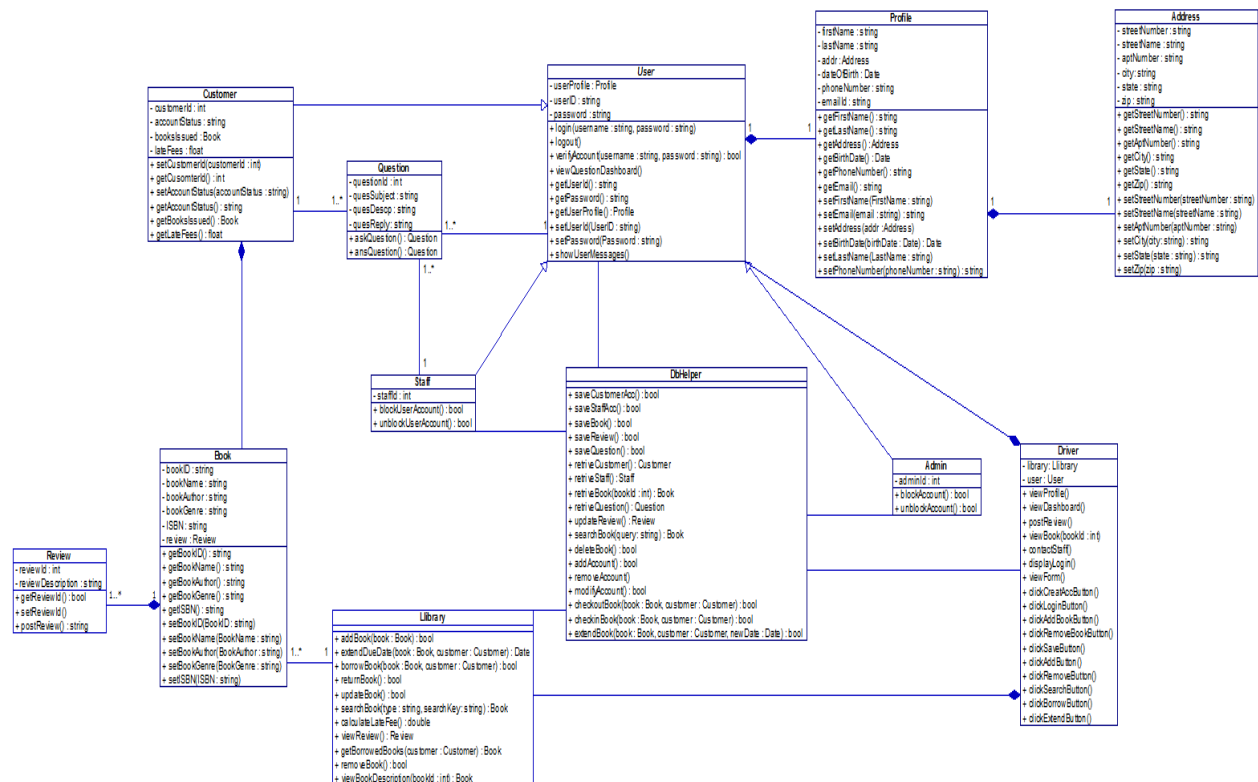 Profile
- firstName : string
- lastName : string
- addr : Address
- dateOfBirth : Date
- phoneNumber : string
- emailId : string
+ getFirstName() : string
+ getLastName() : string
+ getAddress() : Address
+ getBirthDate() : Date
+ getPhoneNumber() : string
+ getEmail() : string
+ setFirstName(FirstName : string)
+ setEmail(email : string) : string
+ setAddress(addr : Address)
+ setBirthDate(birthDate : Date) : Date
+ setLastName(LastName : string)
+ setPhoneNumber(phoneNumber : string) : string
Address
- streetNumber : string
- streetName : string
- aptNumber : string
- city: string
- state : string
- zip : string
+ getStreetNumber() : string
+ getStreetName() : string
+ getAptNumber() : string
+ getCity() : string
+ getState() : string
+ getZip() : string
+ setStreetNumber(streetNumber : string)
+ setStreetName(streetName : string)
+ setAptNumber(aptNumber : string)
+ setCity(city: string) : string
+ setState(state : string) : string
+ setZip(zip : string)
User
- userProfile : Profile
- userID : string
- password : string
+ login(username : string, password : string)
+ logout()
+ verifyAccount(username : string, password : string) : bool
+ viewQuestionDashboard()
+ getUserId() : string
+ getPassword() : string
+ getUserProfile() : Profile
+ setUserId(UserID : string)
+ setPassword(Password : string)
+ showUserMessages()
1
1
1
1
Customer
- customerId : int
- accountStatus : string
- booksIssued : Book
- lateFees : float
+ setCustomerId(customerId : int)
+ getCusomterId() : int
+ setAccountStatus(accountStatus : string)
+ getAccountStatus() : string
+ getBooksIssued() : Book
+ getLateFees() : float
1
1..*
Question
- questionId : int
- quesSubject : string
- quesDescp : string
- quesReply : string
+ askQuestion() : Question
+ ansQuestion() : Question
1..*
1
1..*
1
Staff
- staffId : int
+ blockUserAccount() : bool
+ unblockUserAccount() : bool
DbHelper
+ saveCustomerAcc() : bool
+ saveStaffAcc() : bool
+ saveBook() : bool
+ saveReview() : bool
+ saveQuestion() : bool
+ retriveCustomer() : Customer
+ retriveStaff() : Staff
+ retriveBook(bookId : int) : Book
+ retriveQuestion() : Question
+ updateReview() : Review
+ searchBook(query: string) : Book
+ deleteBook() : bool
+ addAccount() : bool
+ removeAccount()
+ modifyAccount() : bool
+ checkoutBook(book : Book, customer : Customer) : bool
+ checkinBook(book : Book, customer : Customer) : bool
+ extendBook(book : Book, customer : Customer, newDate : Date) : bool
Admin
- adminId : int
+ blockAccount() : bool
+ unblockAccount() : bool
Driver
- library: Llibrary
- user : User
+ viewProfile()
+ viewDashboard()
+ postReview()
+ viewBook(bookId : int)
+ contactStaff()
+ displayLogin()
+ viewForm()
+ clickCreatAccButton()
+ clickLoginButton()
+ clickAddBookButton()
+ clickRemoveBookButton()
+ clickSaveButton()
+ clickAddButton()
+ clickRemoveButton()
+ clickSearchButton()
+ clickBorrowButton()
+ clickExtendButton()
Book
- bookID : string
- bookName : string
- bookAuthor : string
- bookGenre : string
- ISBN : string
- review : Review
+ getBookID() : string
+ getBookName() : string
+ getBookAuthor() : string
+ getBookGenre() : string
+ getISBN() : string
+ setBookID(BookID : string)
+ setBookName(BookName : string)
+ setBookAuthor(BookAuthor : string)
+ setBookGenre(BookGenre : string)
+ setISBN(ISBN : string)
Review
- reviewId : int
- reviewDescription : string
+ getReviewId() : bool
+ setReviewId()
+ postReview() : string
1..*
1
1..*
1
Llibrary
+ addBook(book : Book) : bool
+ extendDueDate(book : Book, customer : Customer) : Date
+ borrowBook(book : Book, customer : Customer) : bool
+ returnBook() : bool
+ updateBook() : bool
+ searchBook(type : string, searchKey: string) : Book
+ calculateLateFee() : double
+ viewReview() : Review
+ getBorrowedBooks(customer : Customer) : Book
+ removeBook() : bool
+ viewBookDescription(bookId : int) : Book